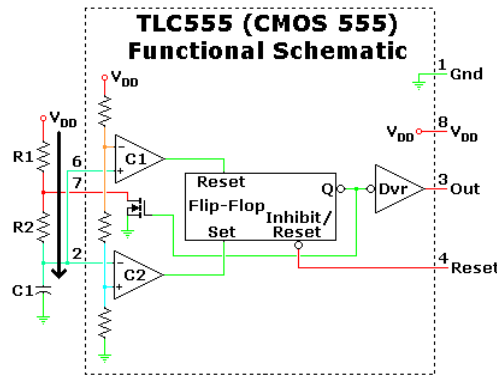 TLC555 (CMOS 555)
Functional Schematic
1
Gnd
VDD
VDD
8
VDD
VDD
R1
6
C1
Reset
7
Flip-Flop
Q
Dvr
3
Out
Inhibit/
Reset
R2
Set
2
C2
4
Reset
C1